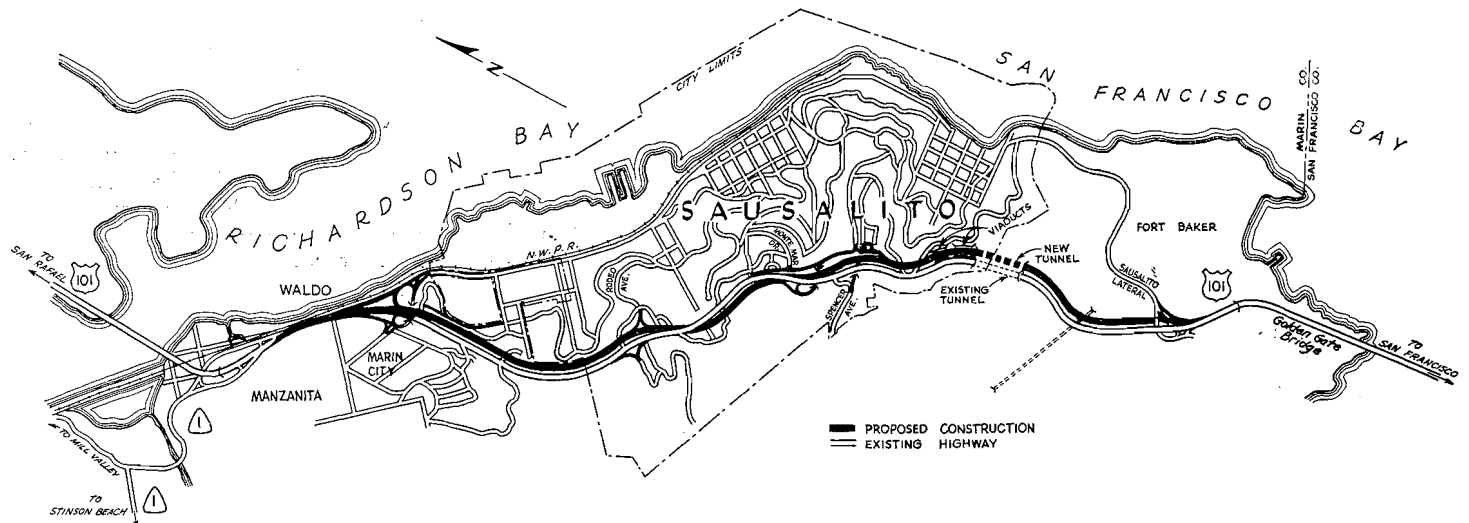 N
CITY LIMITS
SAN
FRANCISCO
BAY
MARIN CO.
SAN FRANCISCO CO.
RICHARDSON
BAY
SAUSALITO
VIADUCTS
NEW
TUNNEL
FORT BAKER
N.W.P.R.
RODEO
AVE.
MONTE MAR
DR.
TO
SAN RAFAEL
101
WALDO
EXISTING
TUNNEL
SAUSALITO
LATERAL
101
SPENCER
AVE.
Golden Gate
Bridge
TO
SAN FRANCISCO
MARIN
CITY
MANZANITA
1
TO MILL VALLEY
TO
STINSON BEACH
1
PROPOSED CONSTRUCTION
EXISTING HIGHWAY